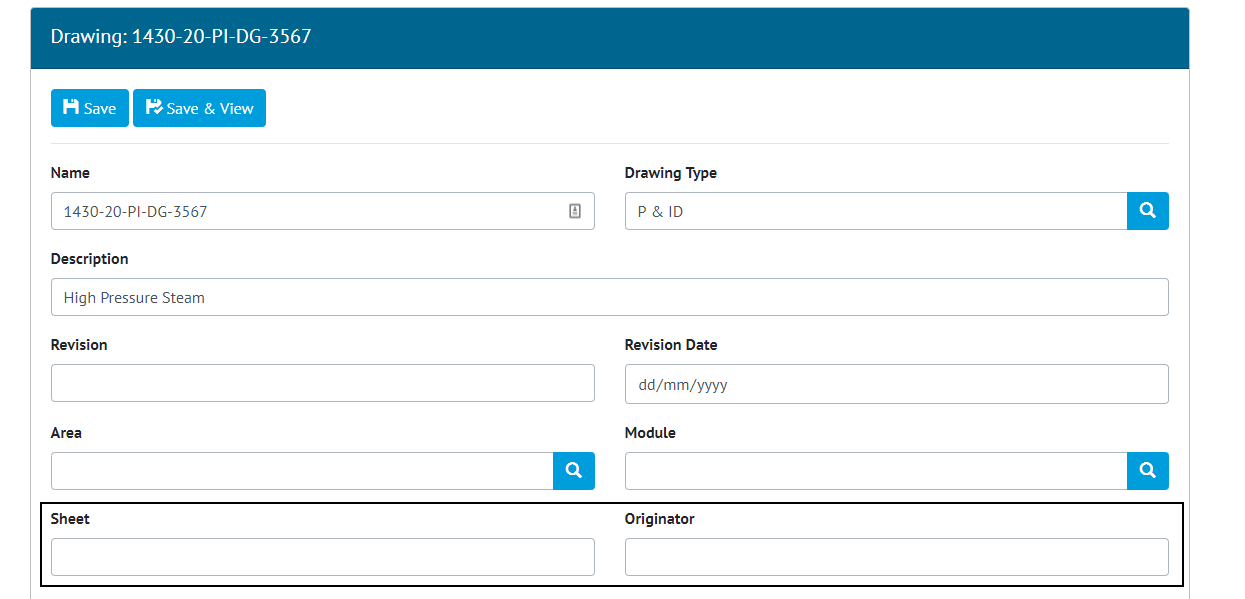 Drawing: 1430-20-PI-DG-3567
Save Save & View
Name Drawing Type
1430-20-PI-DG-3567 P & ID
Description
High Pressure Steam
Revision Revision Date
dd/mm/yyyy
Area Module
Sheet Originator